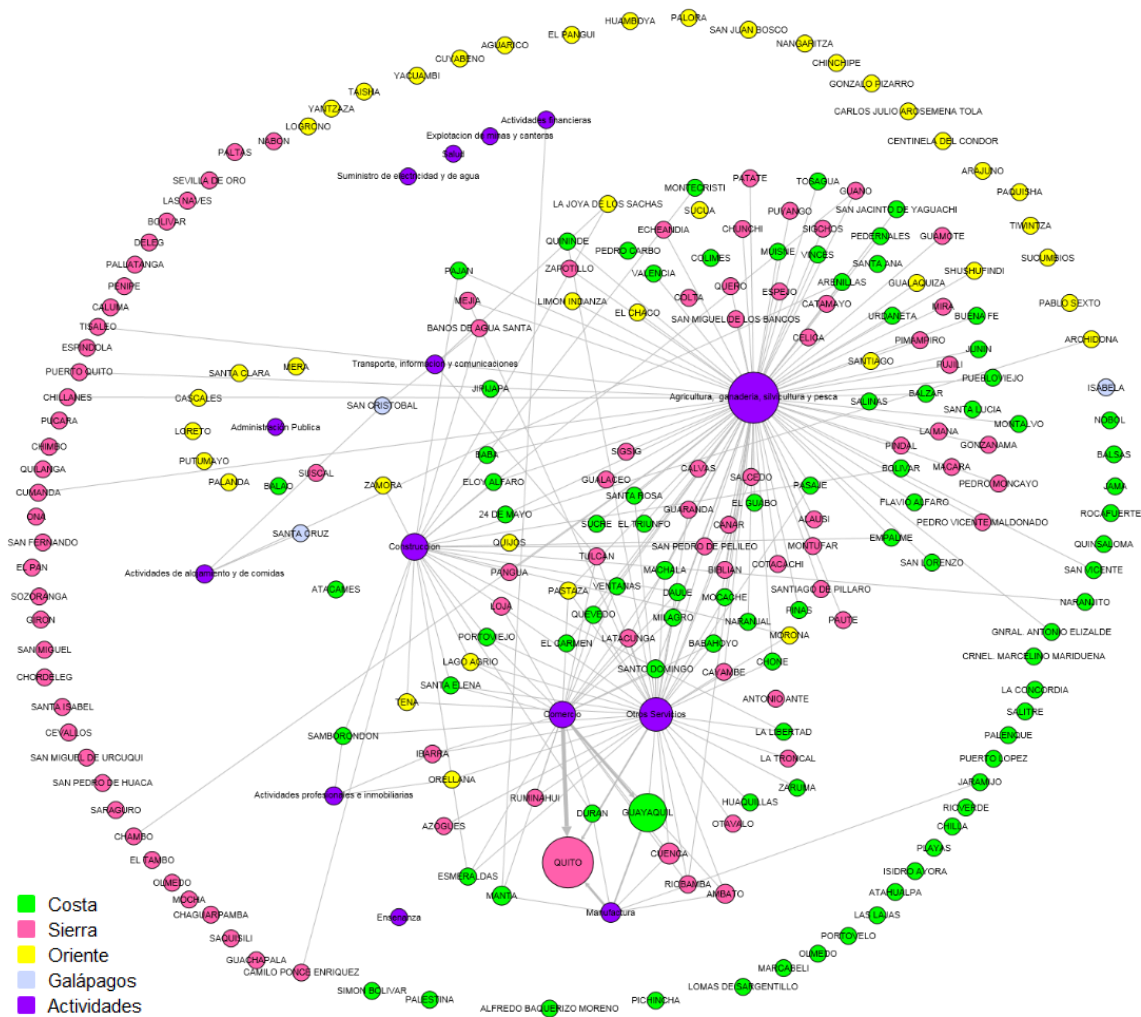 HUAMBOYA
PALORA
EL PANGUI
SAN JUAN BOSCO
AGUARICO
NANGARITZA
CUYABENO
CHINCHIPE
YACUAMBI
GONZALO PIZARRO
TAISHA
CARLOS JULIO AROSEMENA TOLA
YANTZAZA
Actividades financieras
LOGRONO
Explotacion de minas y canteras
NABON
CENTINELA DEL CONDOR
PALTAS
Salud
ARAJUNO
SEVILLA DE ORO
Suministro de electricidad y de agua
PATATE
TOSAGUA
MONTECRISTI
GUANO
PAQUISHA
LAS NAVES
LA JOYA DE LOS SACHAS
SUCUA
PUYANGO
SAN JACINTO DE YAGUACHI
BOLIVAR
ECHEANDIA
CHUNCHI
SIGCHOS
TIWINTZA
DELEG
QUININDE
PEDRO CARBO
MUISNE
PEDERNALES
GUAMOTE
PALLATANGA
COLIMES
VINCES
SUCUMBIOS
PAJAN
ZAPOTILLO
VALENCIA
SANTA ANA
PENIPE
QUERO
ARENILLAS
GUALAQUIZA
SHUSHUFINDI
CALUMA
MEJIA
LIMON INDANZA
EL CHACO
COLTA
ESPEJO
CATAMAYO
MIRA
PABLO SEXTO
TISALEO
BANOS DE AGUA SANTA
SAN MIGUEL DE LOS BANCOS
URDANETA
BUENA FE
ESPINDOLA
CELICA
PIMAMPIRO
ARCHIDONA
PUERTO QUITO
SANTA CLARA
MERA
Transporte, informacion y comunicaciones
SANTIAGO
PUJILI
JUNIN
CHILLANES
CASCALES
JIPIJAPA
Agricultura, ganaderia, silvicultura y pesca
SALINAS
BALZAR
PUEBLOVIEJO
ISABELA
PUCARA
SAN CRISTOBAL
SANTA LUCIA
MONTALVO
NOBOL
CHIMBO
LORETO
Administracion Publica
LA MANA
GONZANAMA
QUILANGA
PUTUMAYO
BABA
SIGSIG
PINDAL
BALSAS
CUMANDA
PALANDA
BALAO
SUSCAL
ZAMORA
ELOY ALFARO
GUALACEO
CALVAS
SALCEDO
PASAJE
BOLIVAR
MACARA
PEDRO MONCAYO
JAMA
ONA
24 DE MAYO
SANTA ROSA
EL GUABO
FLAVIO ALFARO
ROCAFUERTE
SAN FERNANDO
SANTA CRUZ
SUCRE
EL TRIUNFO
GUARANDA
CANAR
ALAUSI
PEDRO VICENTE MALDONADO
EL PAN
Construccion
QUIJOS
TULCAN
SAN PEDRO DE PELILEO
MONTUFAR
EMPALME
QUINSALOMA
SOZORANGA
Actividades de alojamiento y de comidas
PANGUA
BIBLIAN
COTACACHI
SAN LORENZO
SAN VICENTE
GIRON
ATACAMES
PASTAZA
VENTANAS
MACHALA
DAULE
MOCACHE
SANTIAGO DE PILLARO
NARANJITO
LOJA
QUEVEDO
MILAGRO
NARANJAL
PINAS
PAUTE
SAN MIGUEL
PORTOVIEJO
EL CARMEN
LATACUNGA
BABAHOYO
MORONA
GNRAL. ANTONIO ELIZALDE
CHORDELEG
LAGO AGRIO
SANTO DOMINGO
CAYAMBE
CHONE
CRNEL. MARCELINO MARIDUENA
SANTA ISABEL
SANTA ELENA
LA CONCORDIA
CEVALLOS
TENA
Comercio
Otros Servicios
ANTONIO ANTE
SALITRE
SAN MIGUEL DE URCUQUI
SAMBORONDON
LA LIBERTAD
PALENQUE
SAN PEDRO DE HUACA
IBARRA
LA TRONCAL
PUERTO LOPEZ
SARAGURO
Actividades profesionales e inmobiliarias
ORELLANA
ZARUMA
JARAMIJO
CHAMBO
AZOGUES
RUMINAHUI
DURAN
GUAYAQUIL
HUAQUILLAS
OTAVALO
RIOVERDE
EL TAMBO
CHILLA
OLMEDO
ESMERALDAS
QUITO
CUENCA
PLAYAS
MOCHA
MANTA
RIOBAMBA
AMBATO
ISIDRO AYORA
CHAGUARPAMBA
Ensenanza
Manufactura
ATAHUALPA
SAQUISILI
LAS LAJAS
GUACHAPALA
PORTOVELO
CAMILO PONCE ENRIQUEZ
OLMEDO
SIMON BOLIVAR
MARCABELI
PALESTINA
LOMAS DE SARGENTILLO
ALFREDO BAQUERIZO MORENO
PICHINCHA
Costa
Sierra
Oriente
Galápagos
Actividades